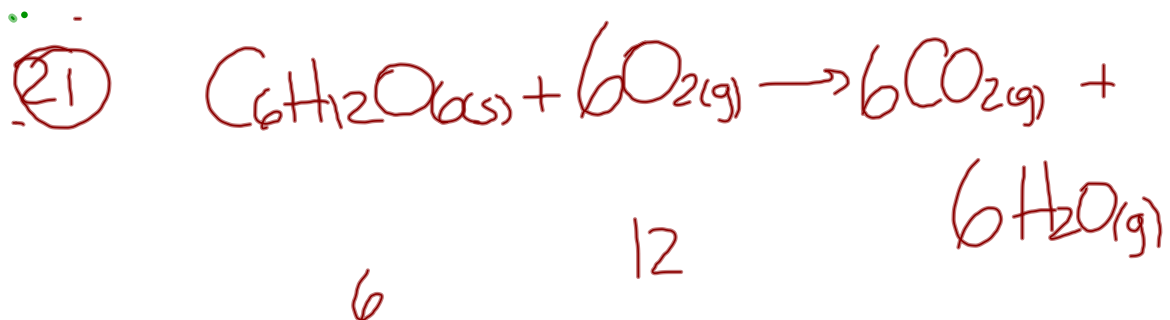 21 C6H12O6(s) + 6O2(g) → 6CO2(g) +
6H2O(g)
12
6